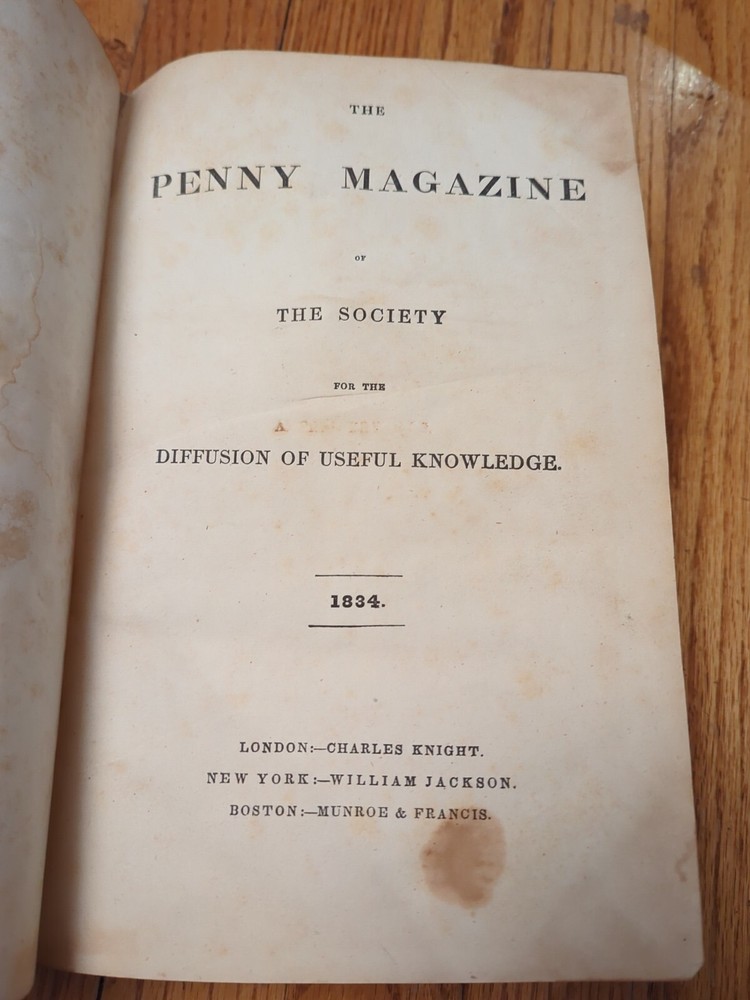 THE
PENNY MAGAZINE
OF
THE SOCIETY
FOR THE
DIFFUSION OF USEFUL KNOWLEDGE.
1834.
LONDON:—CHARLES KNIGHT.
NEW YORK:—WILLIAM JACKSON.
BOSTON:—MUNROE & FRANCIS.